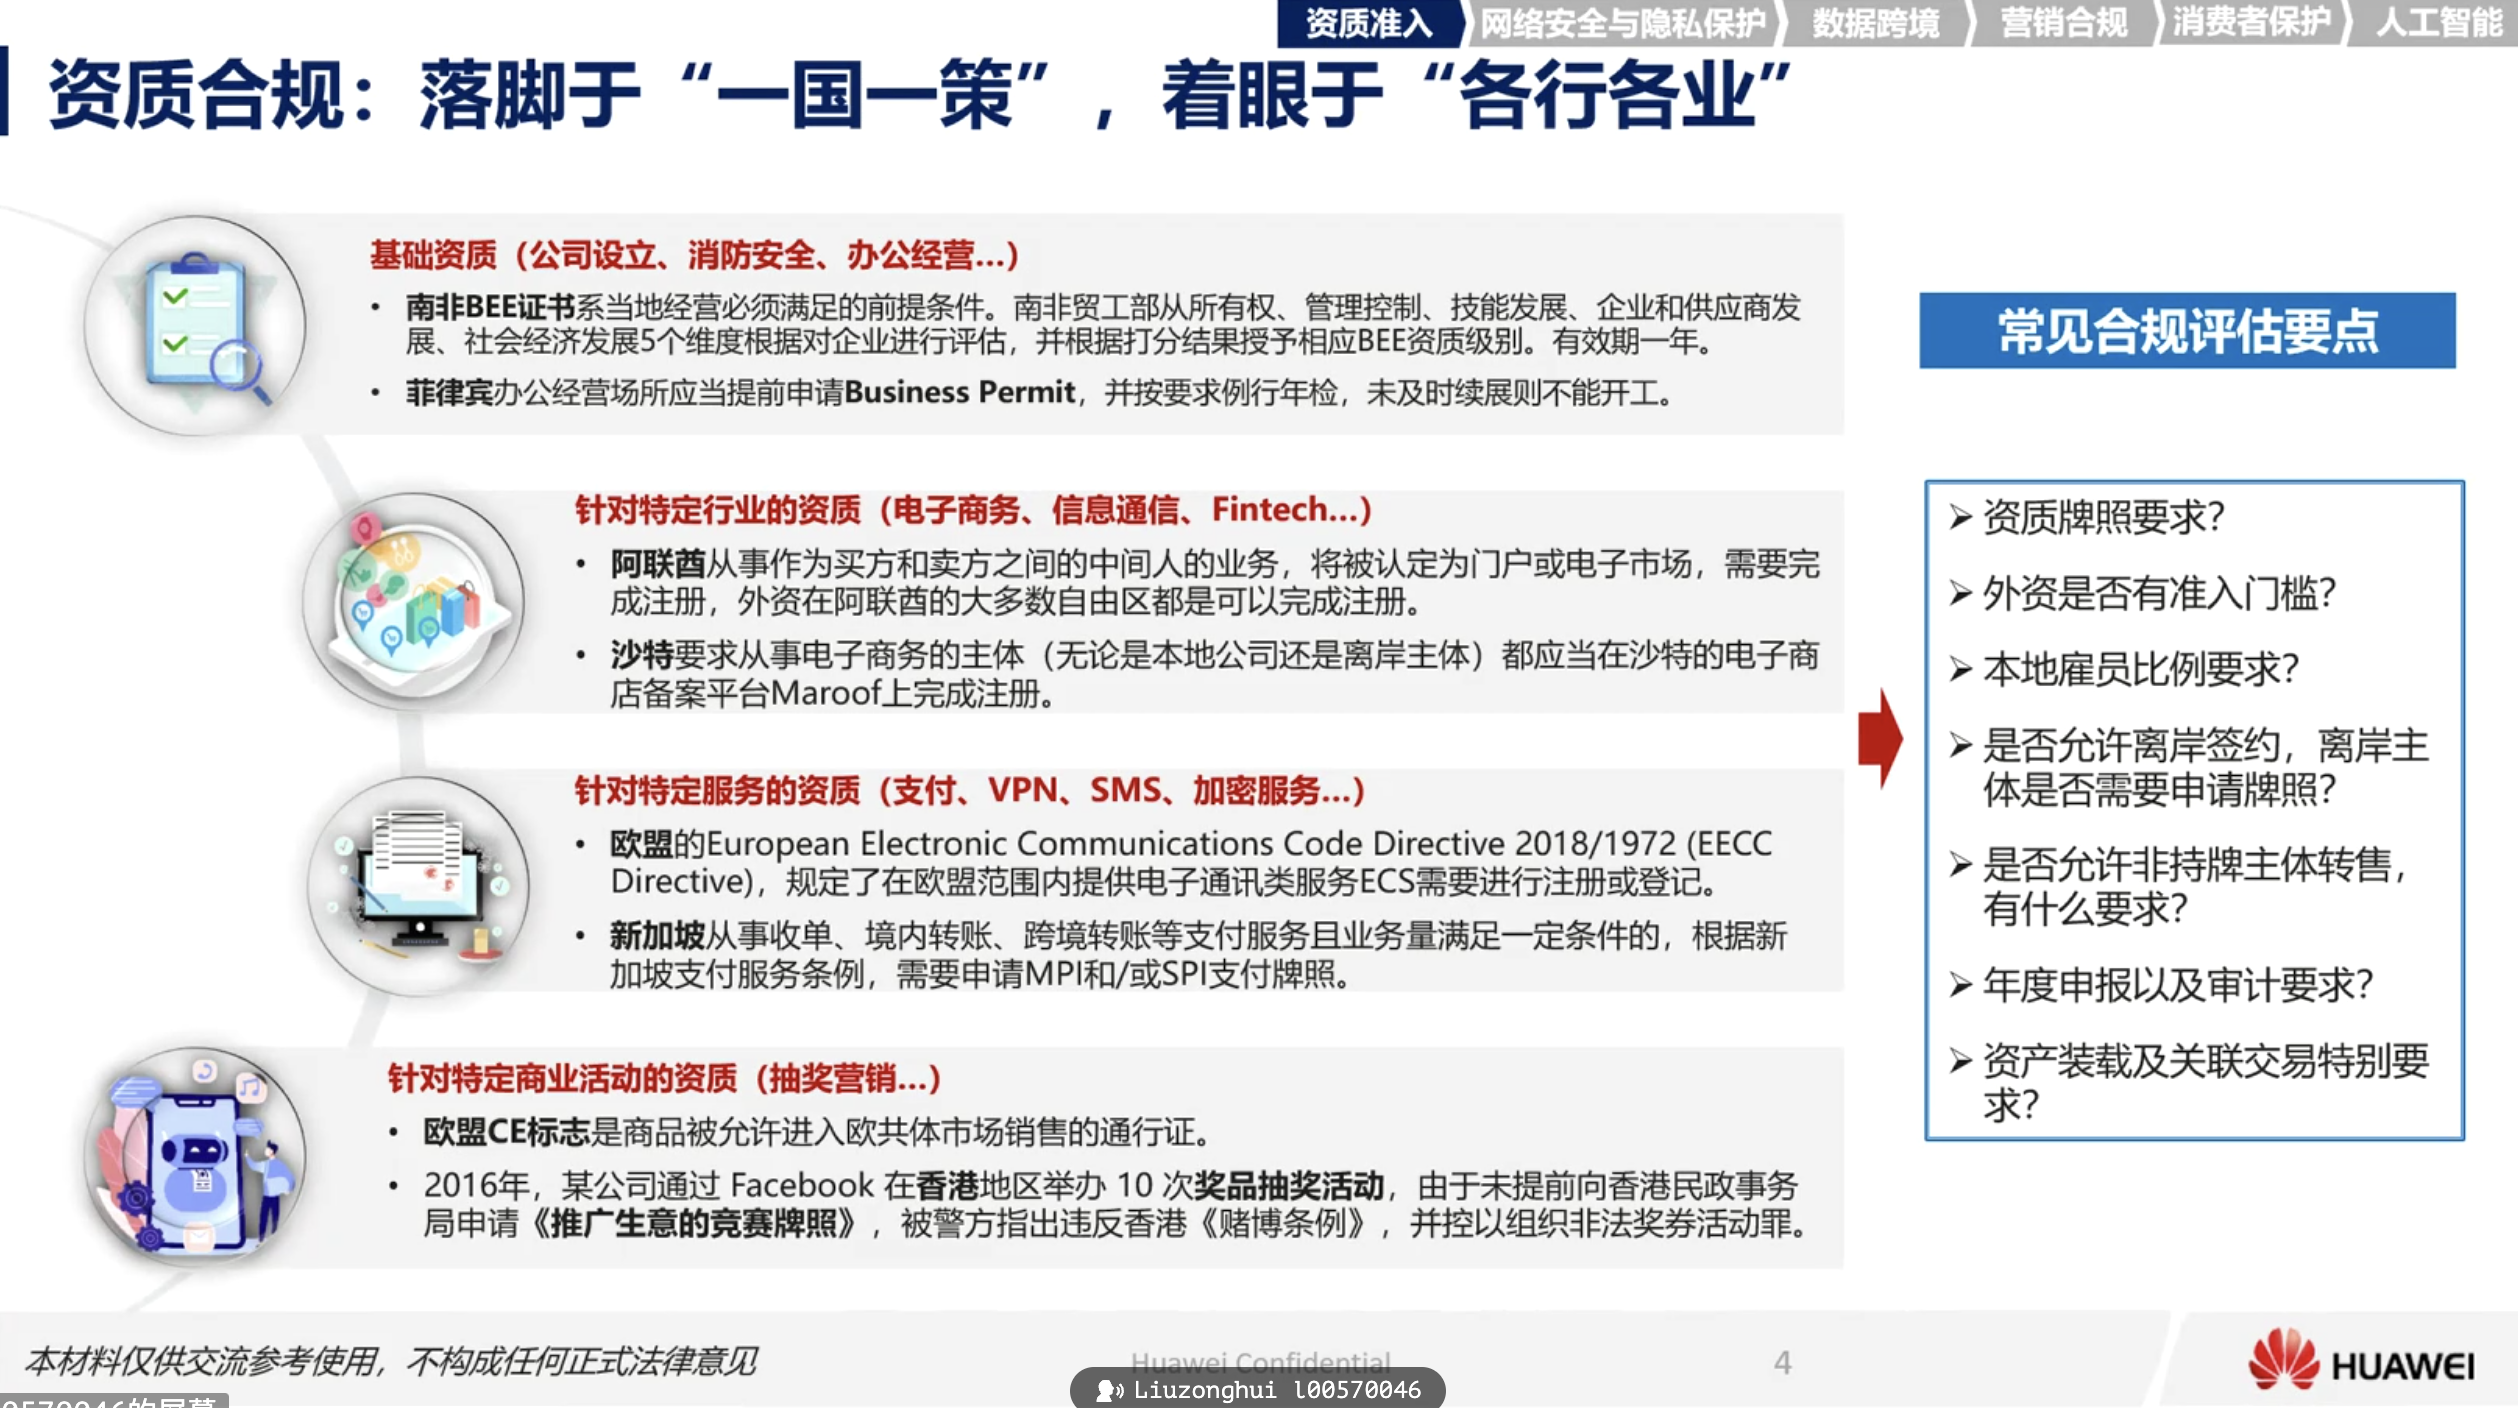 资质准入
网络安全与隐私保护
数据跨境
营销合规
消费者保护
人工智能
资质合规：落脚于“一国一策”，着眼于“各行各业”
基础资质（公司设立、消防安全、办公经营...）
• 南非BEE证书系当地经营必须满足的前提条件。南非贸工部从所有权、管理控制、技能发展、企业和供应商发
展、社会经济发展5个维度根据对企业进行评估，并根据打分结果授予相应BEE资质级别。有效期一年。
• 菲律宾办公经营场所应当提前申请Business Permit，并按要求例行年检，未及时续展则不能开工。
针对特定行业的资质（电子商务、信息通信、Fintech...）
• 阿联酋从事作为买方和卖方之间的中间人的业务，将被认定为门户或电子市场，需要完
成注册，外资在阿联酋的大多数自由区都是可以完成注册。
• 沙特要求从事电子商务的主体（无论是本地公司还是离岸主体）都应当在沙特的电子商
店备案平台Maroof上完成注册。
针对特定服务的资质（支付、VPN、SMS、加密服务...）
• 欧盟的European Electronic Communications Code Directive 2018/1972 (EECC
Directive)，规定了在欧盟范围内提供电子通讯类服务ECS需要进行注册或登记。
• 新加坡从事收单、境内转账、跨境转账等支付服务且业务量满足一定条件的，根据新
加坡支付服务条例，需要申请MPI和/或SPI支付牌照。
针对特定商业活动的资质（抽奖营销...）
• 欧盟CE标志是商品被允许进入欧共体市场销售的通行证。
• 2016年，某公司通过 Facebook 在香港地区举办 10 次奖品抽奖活动，由于未提前向香港民政事务
局申请《推广生意的竞赛牌照》，被警方指出违反香港《赌博条例》，并控以组织非法奖券活动罪。
常见合规评估要点
➢ 资质牌照要求？
➢ 外资是否有准入门槛？
➢ 本地雇员比例要求？
➢ 是否允许离岸签约，离岸主
体是否需要申请牌照？
➢ 是否允许非持牌主体转售，
有什么要求？
➢ 年度申报以及审计要求？
➢ 资产装载及关联交易特别要
求？
本材料仅供交流参考使用，不构成任何正式法律意见
Huawei Confidential
4
HUAWEI
Liuzonghui l00570046